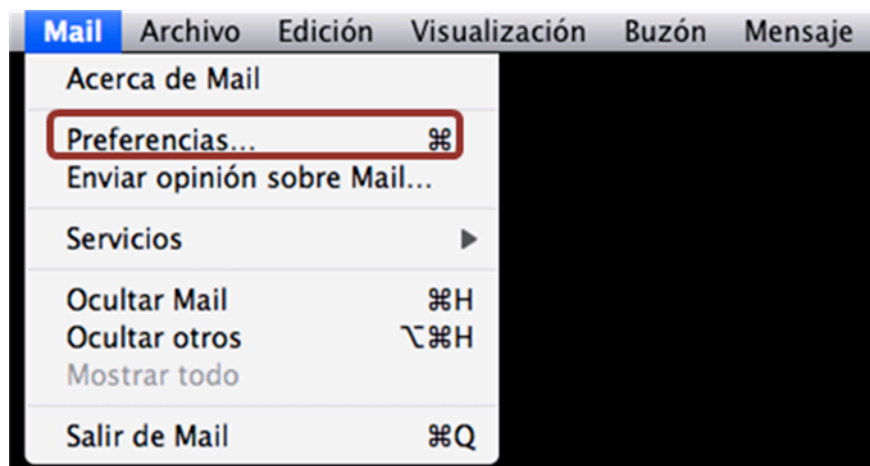 Mail Archivo Edición Visualización Buzón Mensaje
Acerca de Mail
Preferencias... ⌘
Enviar opinión sobre Mail...
Servicios ▶
Ocultar Mail ⌘H
Ocultar otros ⌥⌘H
Mostrar todo
Salir de Mail ⌘Q